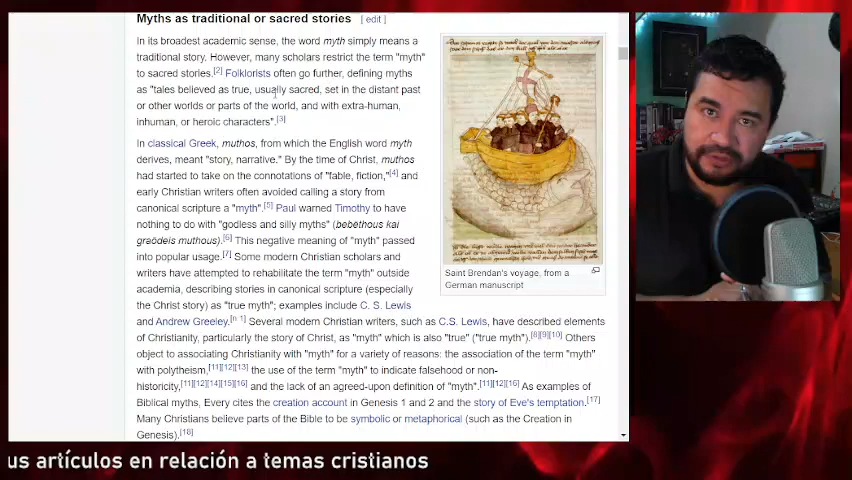 Myths as traditional or sacred stories [ edit ]
In its broadest academic sense, the word myth simply means a
traditional story. However, many scholars restrict the term "myth"
to sacred stories.[2] Folklorists often go further, defining myths
as "tales believed as true, usually sacred, set in the distant past
or other worlds or parts of the world, and with extra-human,
inhuman, or heroic characters".[3]
In classical Greek, muthos, from which the English word myth
derives, meant "story, narrative." By the time of Christ, muthos
had started to take on the connotations of "fable, fiction,"[4] and
early Christian writers often avoided calling a story from
canonical scripture a "myth".[5] Paul warned Timothy to have
nothing to do with "godless and silly myths" (bebēthous kai
graōdeis muthous).[6] This negative meaning of "myth" passed
into popular usage.[7] Some modern Christian scholars and
writers have attempted to rehabilitate the term "myth" outside
academia, describing stories in canonical scripture (especially
the Christ story) as "true myth"; examples include C. S. Lewis
and Andrew Greeley.[n 1] Several modern Christian writers, such as C.S. Lewis, have described elements
of Christianity, particularly the story of Christ, as "myth" which is also "true" ("true myth").[8][9][10] Others
object to associating Christianity with "myth" for a variety of reasons: the association of the term "myth"
with polytheism,[11][12][13] the use of the term "myth" to indicate falsehood or non-
historicity,[11][12][14][15][16] and the lack of an agreed-upon definition of "myth".[11][12][16] As examples of
Biblical myths, Every cites the creation account in Genesis 1 and 2 and the story of Eve's temptation.[17]
Many Christians believe parts of the Bible to be symbolic or metaphorical (such as the Creation in
Genesis).[18]
Saint Brendan's voyage, from a
German manuscript
us artículos en relación a temas cristianos